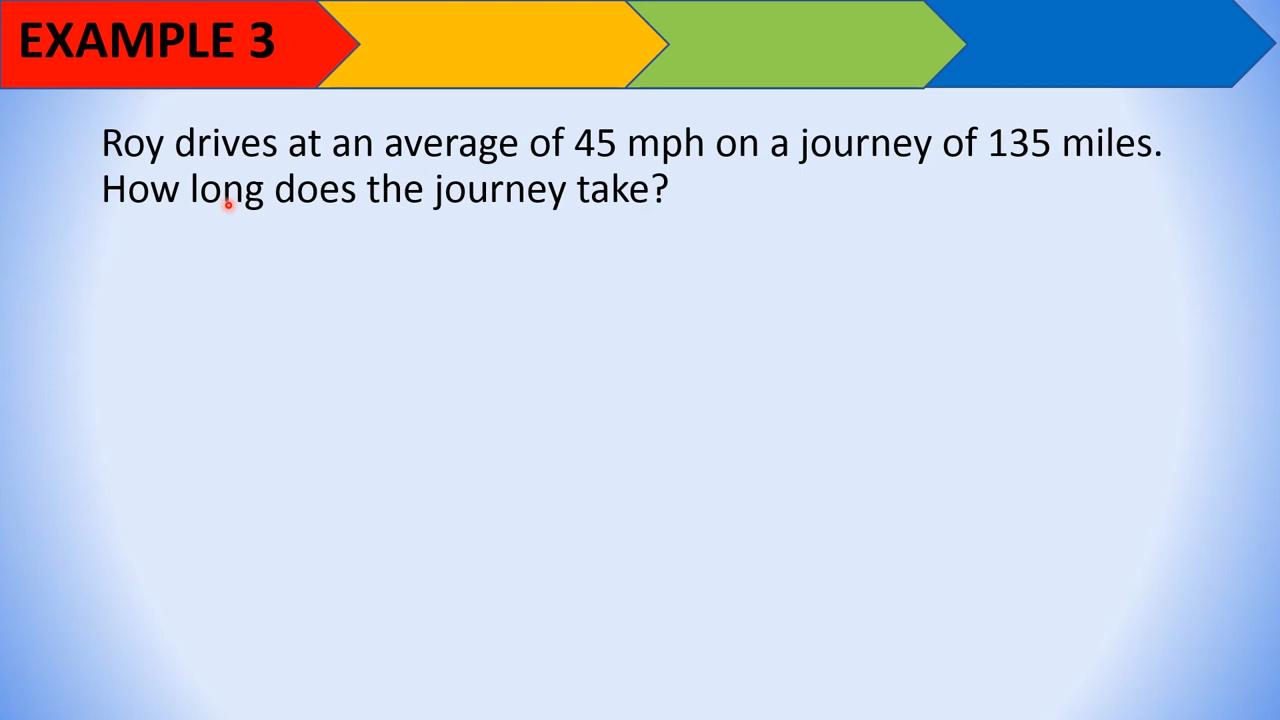 EXAMPLE 3
Roy drives at an average of 45 mph on a journey of 135 miles.
How long does the journey take?